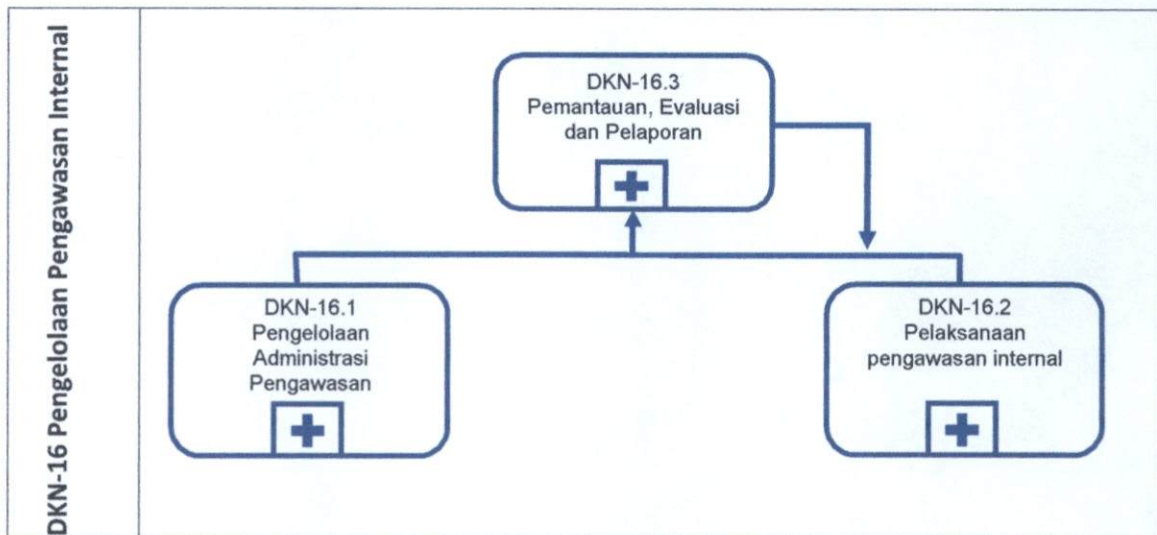 DKN-16 Pengelolaan Pengawasan Internal
DKN-16.3
Pemantauan, Evaluasi
dan Pelaporan
DKN-16.1
Pengelolaan
Administrasi
Pengawasan
DKN-16.2
Pelaksanaan
pengawasan internal